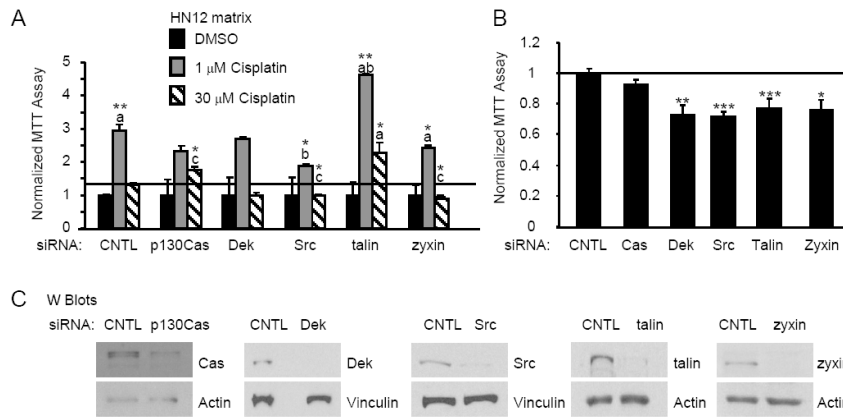 A
HN12 matrix
DMSO
1 μM Cisplatin
30 μM Cisplatin
Normalized MTT Assay
5
4
3
2
1
0
** a
* c
* b
* c
** ab
* a
* a
* c
siRNA: CNTL p130Cas Dek Src talin zyxin
B
Normalized MTT Assay
1.2
1
0.8
0.6
0.4
0.2
0
** *** *** *
siRNA: CNTL Cas Dek Src Talin Zyxin
C W Blots
siRNA: CNTL p130Cas CNTL Dek CNTL Src CNTL talin CNTL zyxin
Cas Dek Src talin zyxin
Actin Vinculin Vinculin Actin Actin